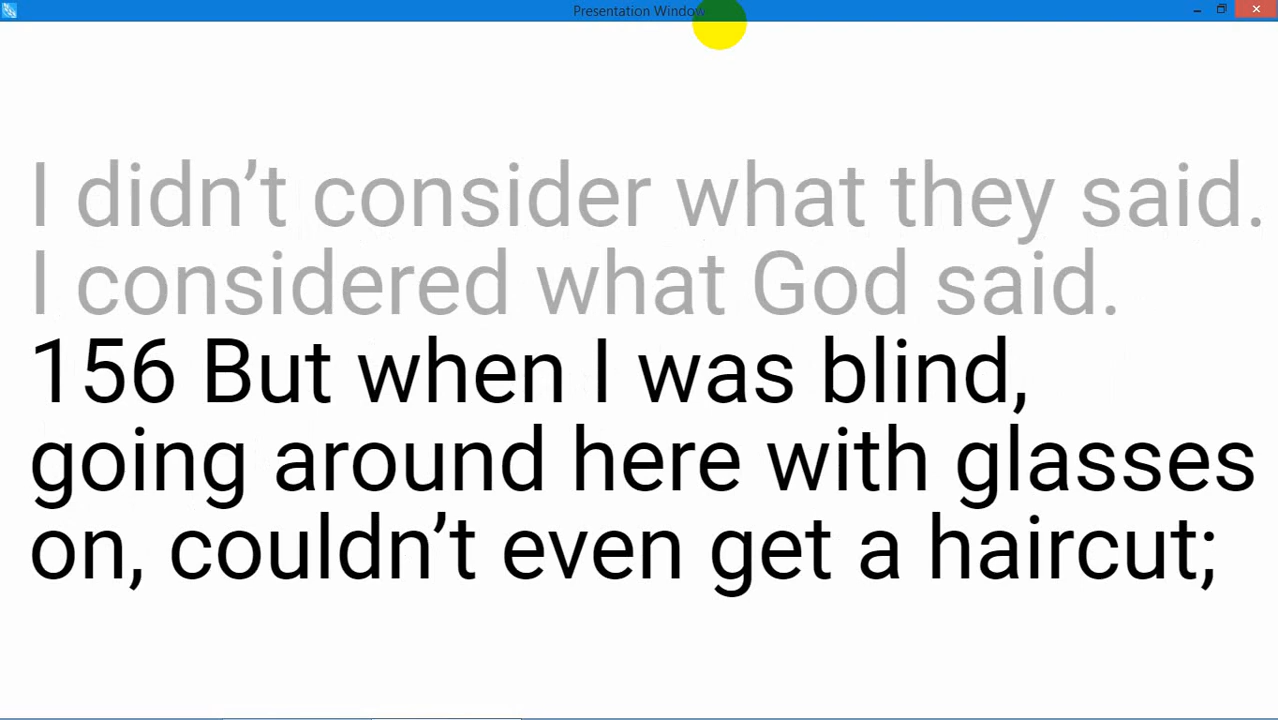 Presentation Window
I didn’t consider what they said.
I considered what God said.
156 But when I was blind,
going around here with glasses
on, couldn’t even get a haircut;